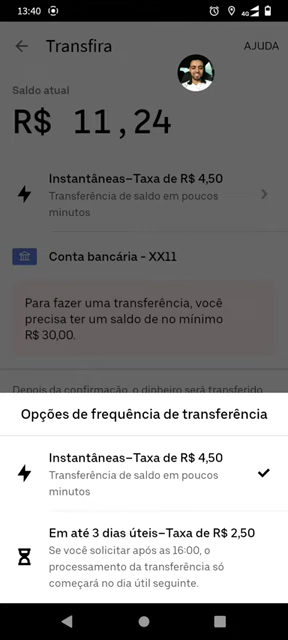 13:40
4G
Transfira
AJUDA
Saldo atual
R$ 11,24
Instantâneas–Taxa de R$ 4,50
Transferência de saldo em poucos
minutos
Conta bancária - XX11
Para fazer uma transferência, você
precisa ter um saldo de no mínimo
R$ 30,00.
Depois da confirmação, o dinheiro será transferido
Opções de frequência de transferência
Instantâneas–Taxa de R$ 4,50
Transferência de saldo em poucos
minutos
Em até 3 dias úteis–Taxa de R$ 2,50
Se você solicitar após as 16:00, o
processamento da transferência só
começará no dia útil seguinte.